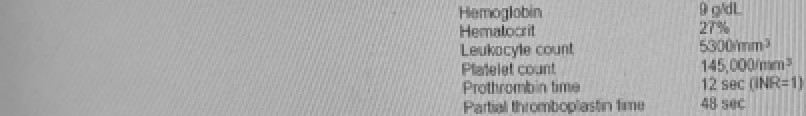 Hemoglobin 9 g/dL
Hematocrit 27%
Leukocyte count 5300/mm³
Platelet count 145,000/mm³
Prothrombin time 12 sec (INR=1)
Partial thromboplastin time 48 sec